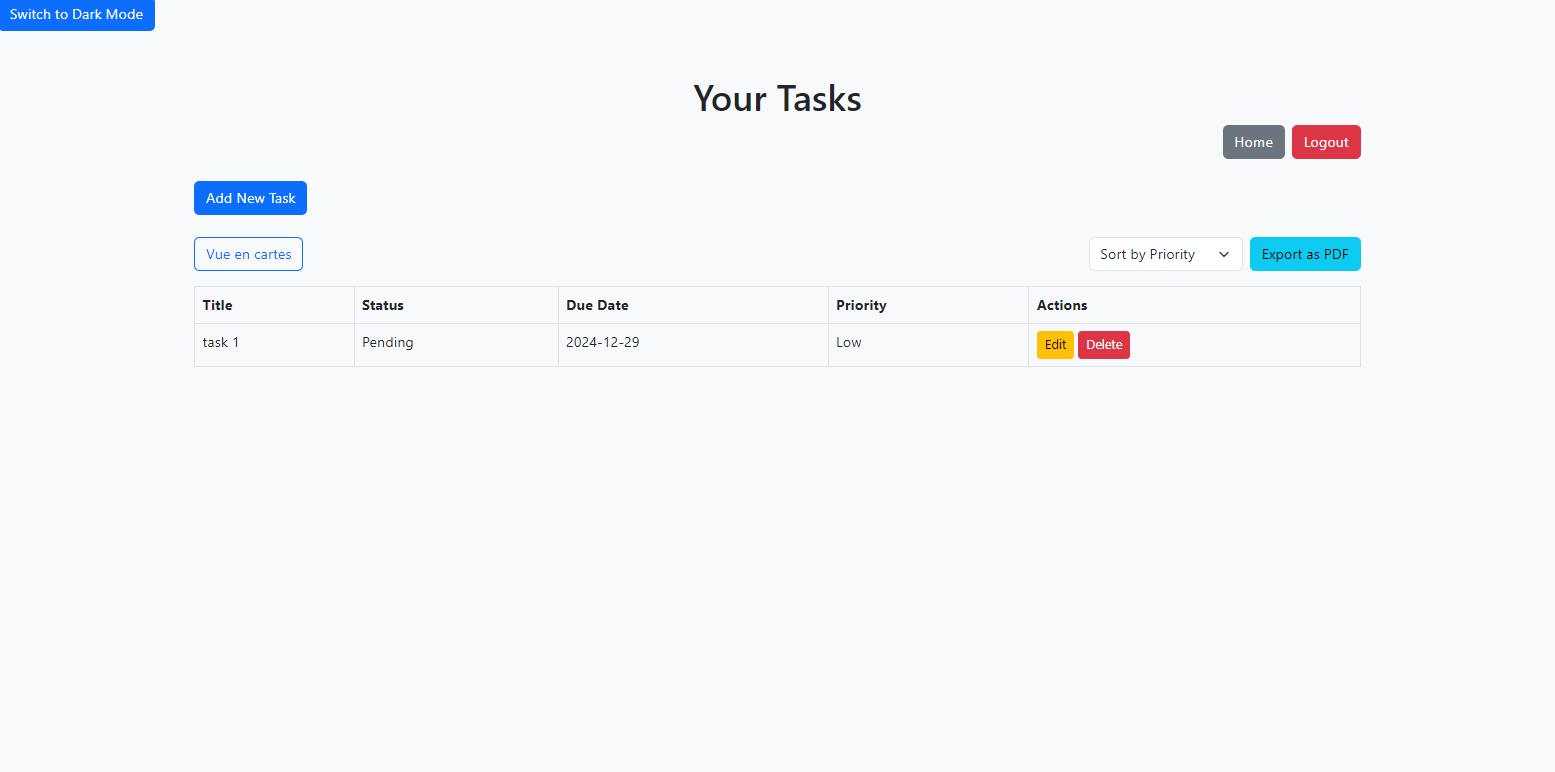 Switch to Dark Mode
Your Tasks
Home Logout
Add New Task
Vue en cartes Sort by Priority Export as PDF
Title Status Due Date Priority Actions
task 1 Pending 2024-12-29 Low Edit Delete